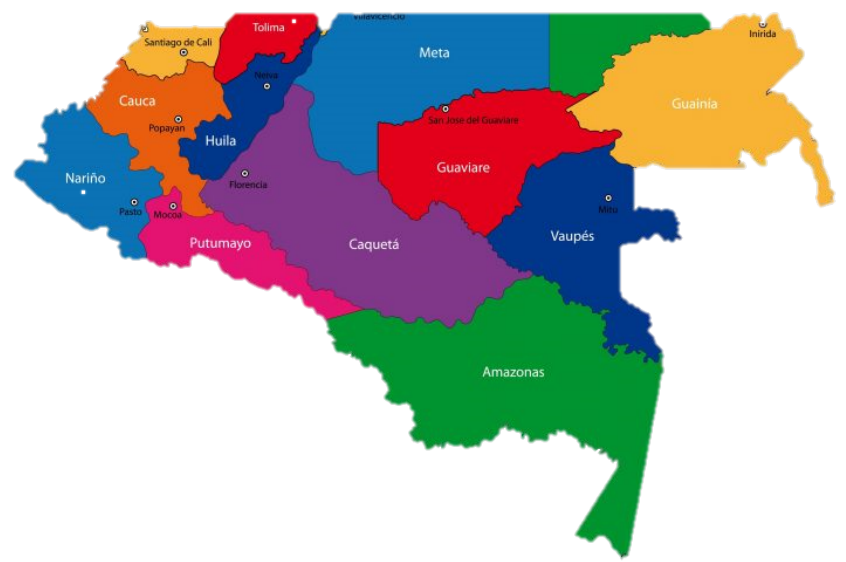 Villavicencio
Tolima
Inirida
Santiago de Cali
Meta
Neiva
Cauca
Guainía
San Jose del Guaviare
Popayan
Huila
Guaviare
Nariño
Florencia
Pasto
Mocoa
Mitu
Putumayo
Caquetá
Vaupés
Amazonas